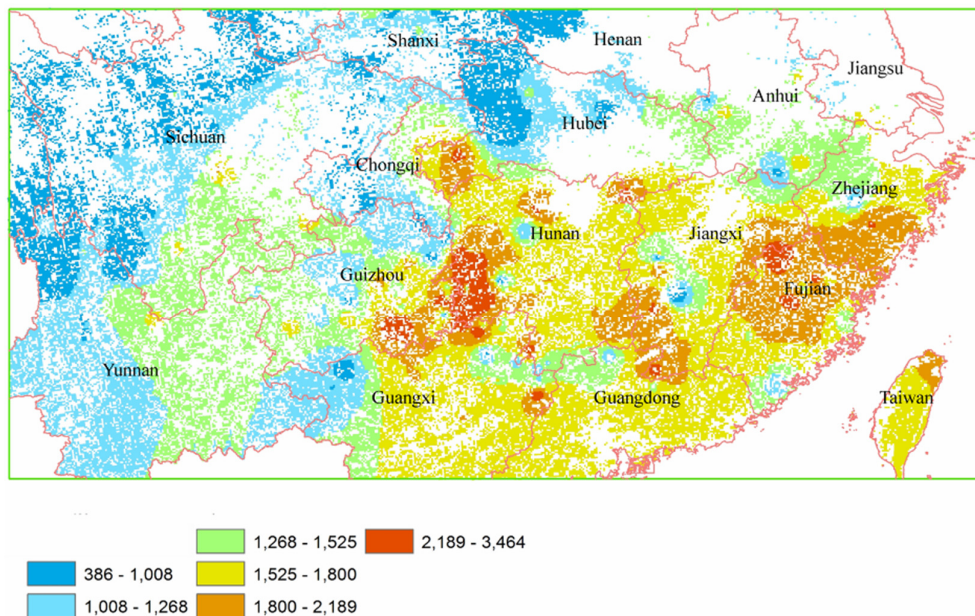 Shanxi
Henan
Jiangsu
Anhui
Hubei
Sichuan
Chongqi
Zhejiang
Hunan
Jiangxi
Guizhou
Fujian
Yunnan
Guangxi
Guangdong
Taiwan
1,268 - 1,525
2,189 - 3,464
386 - 1,008
1,525 - 1,800
1,008 - 1,268
1,800 - 2,189